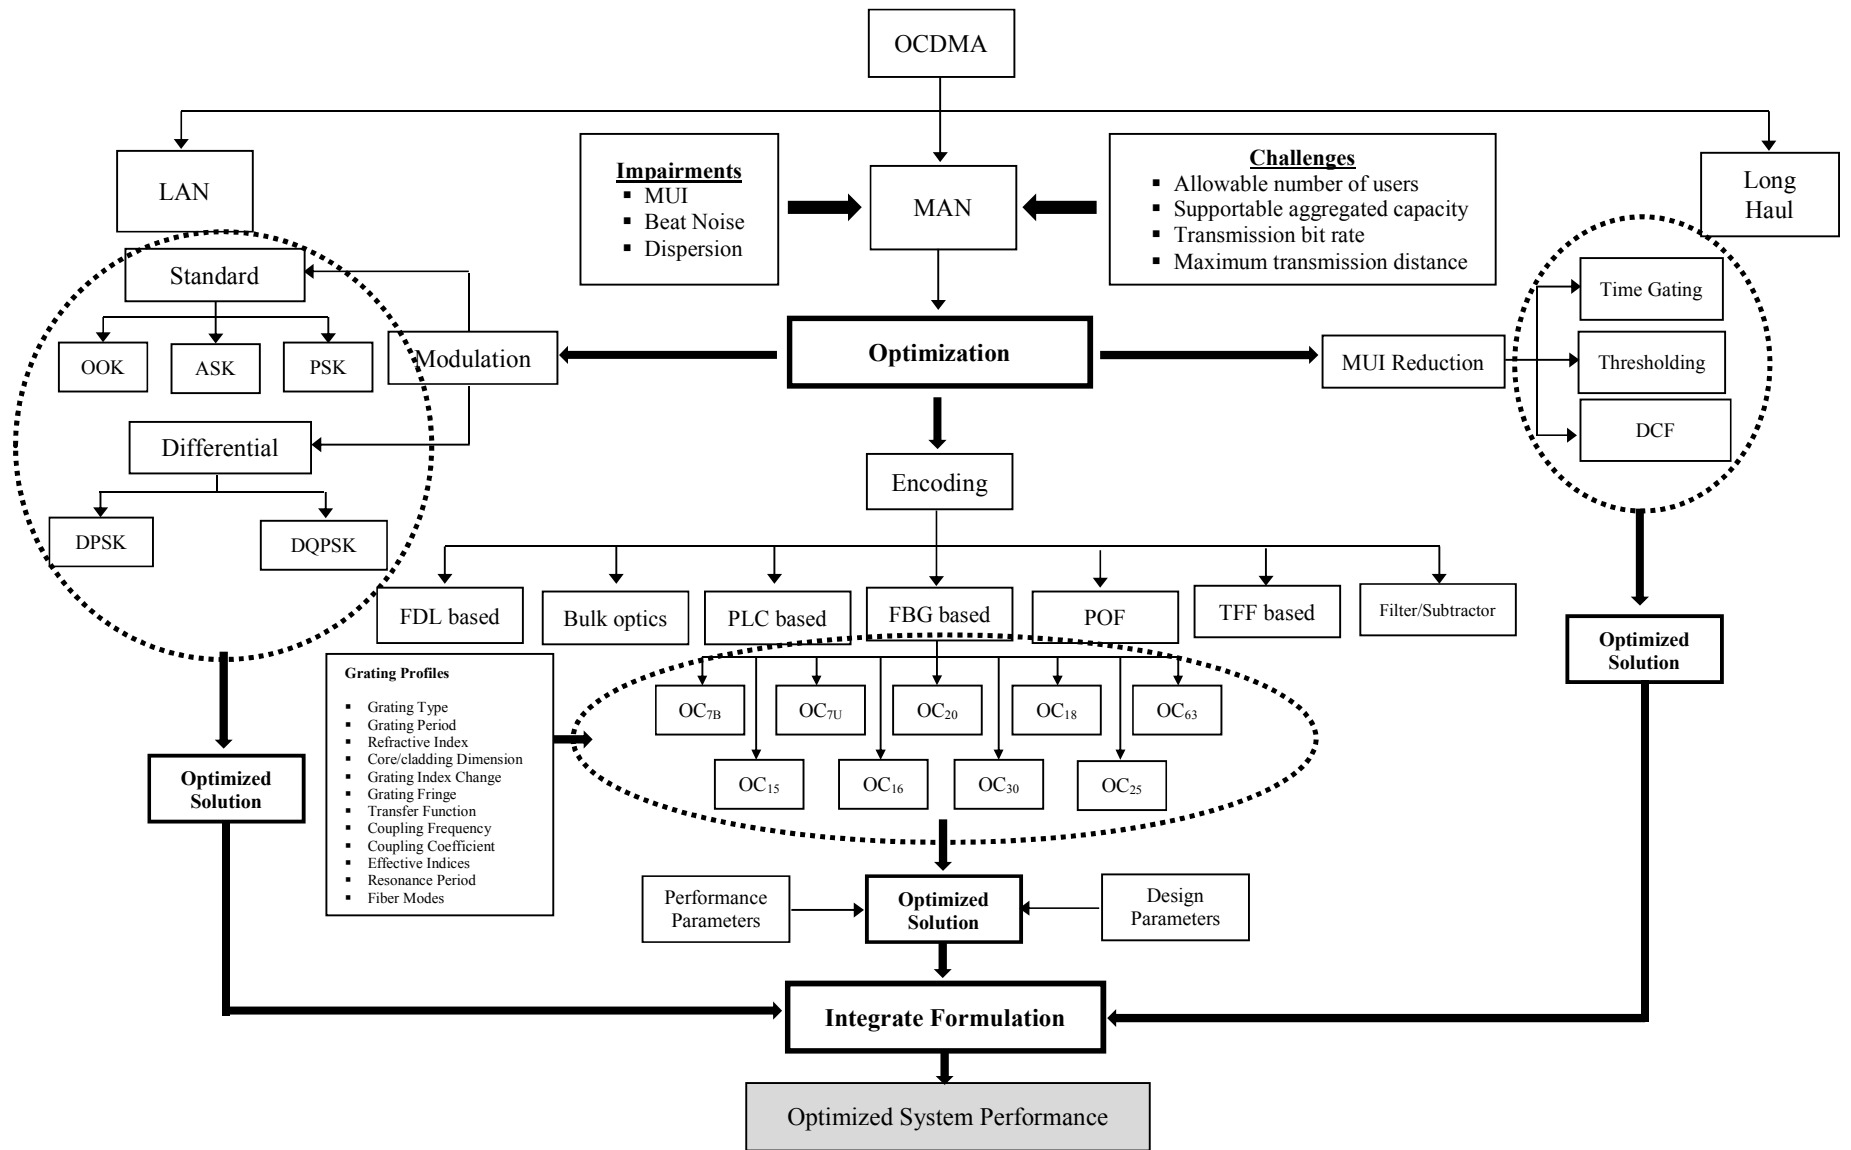 OCDMA
LAN
Impairments
▪ MUI
▪ Beat Noise
▪ Dispersion
MAN
Challenges
▪ Allowable number of users
▪ Supportable aggregated capacity
▪ Transmission bit rate
▪ Maximum transmission distance
Long
Haul
Standard
OOK
ASK
PSK
Modulation
Differential
DPSK
DQPSK
Optimization
MUI Reduction
Time Gating
Thresholding
DCF
Encoding
FDL based
Bulk optics
PLC based
FBG based
POF
TFF based
Filter/Subtractor
Optimized
Solution
Grating Profiles
▪ Grating Type
▪ Grating Period
▪ Refractive Index
▪ Core/cladding Dimension
▪ Grating Index Change
▪ Grating Fringe
▪ Transfer Function
▪ Coupling Frequency
▪ Coupling Coefficient
▪ Effective Indices
▪ Resonance Period
▪ Fiber Modes
OC7B
OC7U
OC20
OC18
OC63
OC15
OC16
OC30
OC25
Optimized
Solution
Performance
Parameters
Optimized
Solution
Design
Parameters
Integrate Formulation
Optimized System Performance